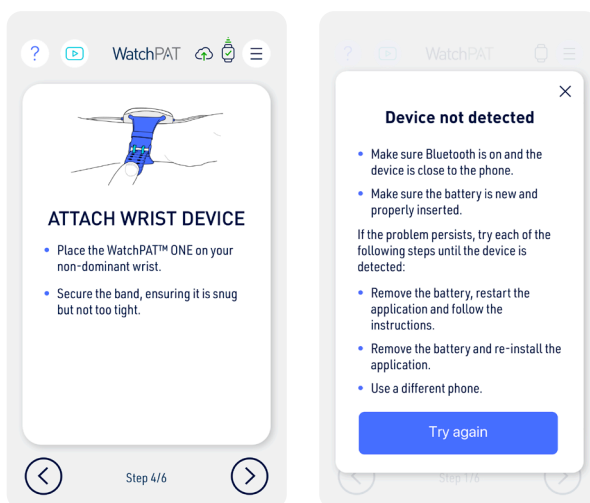 ?
WatchPAT
ATTACH WRIST DEVICE
• Place the WatchPAT™ ONE on your
non-dominant wrist.
• Secure the band, ensuring it is snug
but not too tight.
Step 4/6
?
WatchPAT
Device not detected
• Make sure Bluetooth is on and the
device is close to the phone.
• Make sure the battery is new and
properly inserted.
If the problem persists, try each of the
following steps until the device is
detected:
• Remove the battery, restart the
application and follow the
instructions.
• Remove the battery and re-install the
application.
• Use a different phone.
Try again
Step 1/6